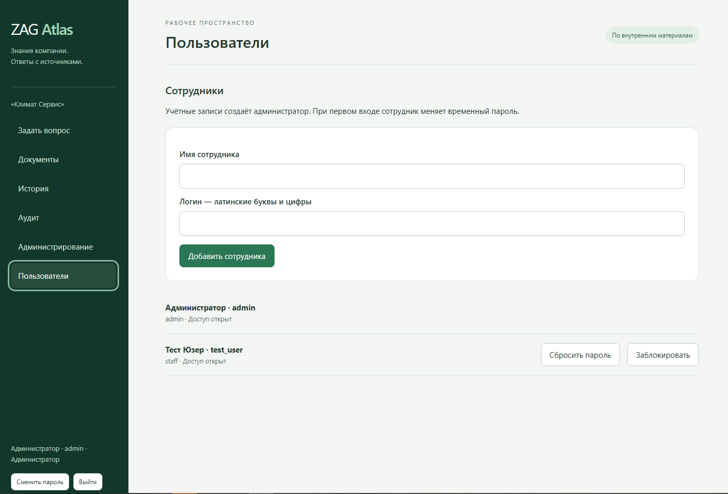 ZAG Atlas
Знания компании.
Ответы с источниками.
«Климат Сервис»
Задать вопрос
Документы
История
Аудит
Администрирование
Пользователи
Администратор · admin ·
Администратор
Сменить пароль
Выйти
РАБОЧЕЕ ПРОСТРАНСТВО
Пользователи
По внутренним материалам
Сотрудники
Учётные записи создаёт администратор. При первом входе сотрудник меняет временный пароль.
Имя сотрудника
Логин — латинские буквы и цифры
Добавить сотрудника
Администратор · admin
admin · Доступ открыт
Тест Юзер · test_user
staff · Доступ открыт
Сбросить пароль
Заблокировать